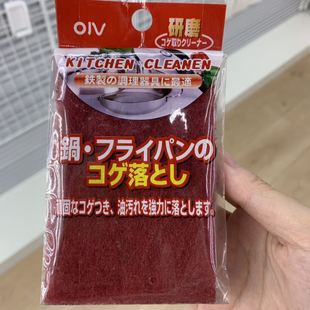 OIV
研磨
コゲ取りクリーナー
KITCHEN CLEANEN
鉄製の調理器具に最適
鍋・フライパンの
コゲ落とし
頑固なコゲつき、油汚れを強力に落とします。